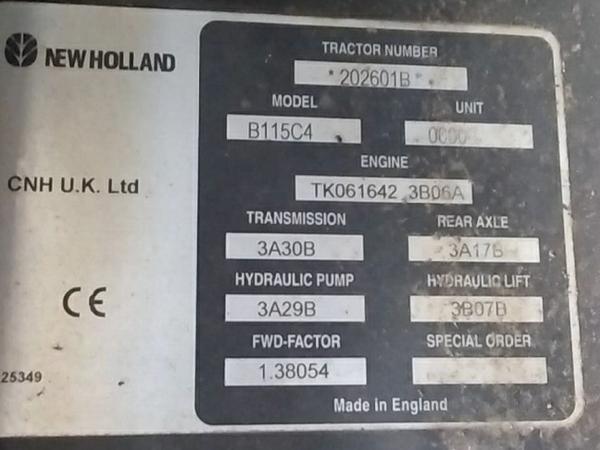 NEW HOLLAND
CNH U.K. Ltd
CE
25349
TRACTOR NUMBER
*202601B*
MODEL UNIT
B115C4 0000
ENGINE
TK061642 3B06A
TRANSMISSION REAR AXLE
3A30B 3A17B
HYDRAULIC PUMP HYDRAULIC LIFT
3A29B 3B07B
FWD-FACTOR SPECIAL ORDER
1.38054
Made in England